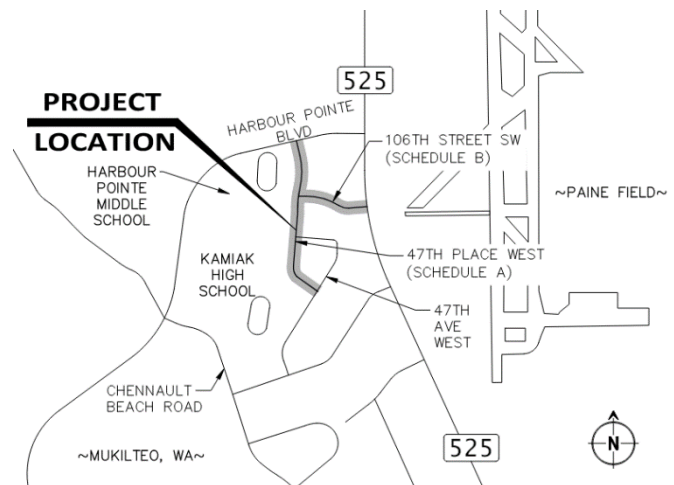 525
PROJECT
LOCATION
HARBOUR POINTE
BLVD
106TH STREET SW
(SCHEDULE B)
HARBOUR
POINTE
MIDDLE
SCHOOL
~PAINE FIELD~
KAMIAK
HIGH
SCHOOL
47TH PLACE WEST
(SCHEDULE A)
47TH
AVE
WEST
CHENNAULT
BEACH ROAD
~MUKILTEO, WA~
525
N